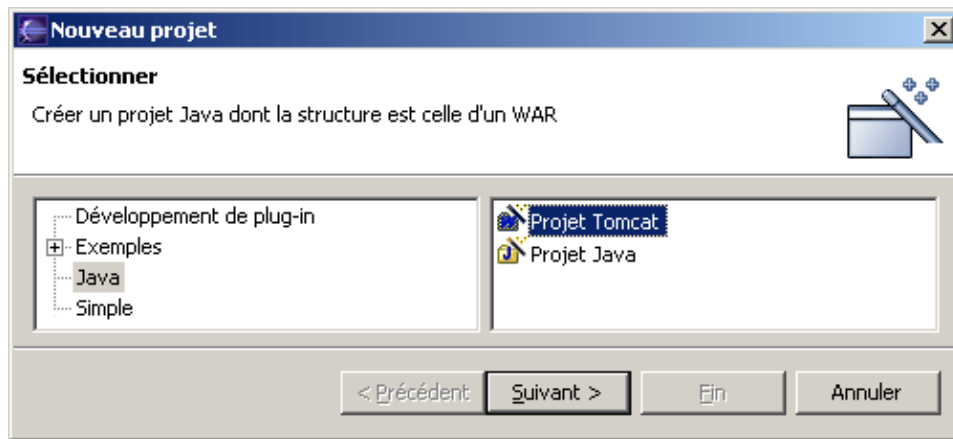 Nouveau projet
Sélectionner
Créer un projet Java dont la structure est celle d'un WAR
Développement de plug-in
Exemples
Java
Simple
Projet Tomcat
Projet Java
< Précédent
Suivant >
Fin
Annuler